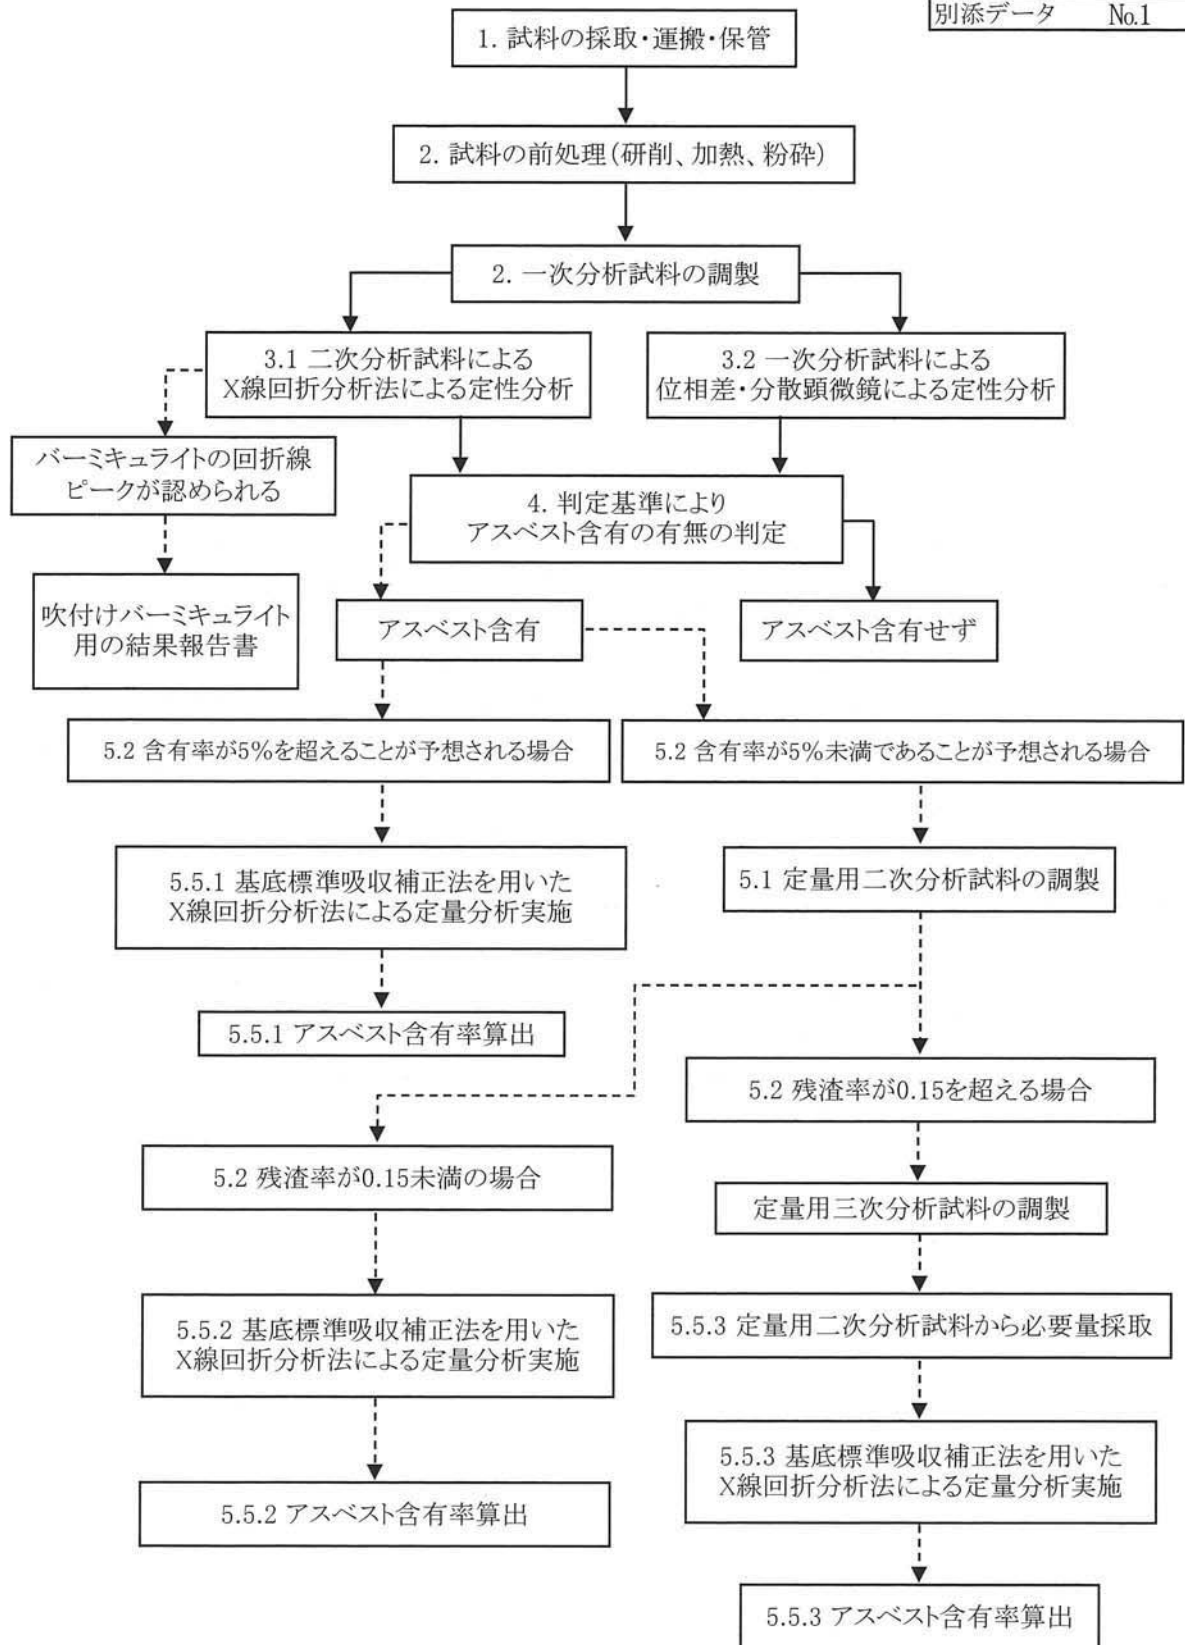 別添データ No.1
1. 試料の採取・運搬・保管
2. 試料の前処理(研削、加熱、粉砕)
2. 一次分析試料の調製
3.1 二次分析試料による
X線回折分析法による定性分析
3.2 一次分析試料による
位相差・分散顕微鏡による定性分析
バーミキュライトの回折線
ピークが認められる
4. 判定基準により
アスベスト含有の有無の判定
吹付けバーミキュライト
用の結果報告書
アスベスト含有
アスベスト含有せず
5.2 含有率が5%を超えることが予想される場合
5.2 含有率が5%未満であることが予想される場合
5.5.1 基底標準吸収補正法を用いた
X線回折分析法による定量分析実施
5.1 定量用二次分析試料の調製
5.5.1 アスベスト含有率算出
5.2 残渣率が0.15を超える場合
5.2 残渣率が0.15未満の場合
定量用三次分析試料の調製
5.5.2 基底標準吸収補正法を用いた
X線回折分析法による定量分析実施
5.5.3 定量用二次分析試料から必要量採取
5.5.3 基底標準吸収補正法を用いた
X線回折分析法による定量分析実施
5.5.2 アスベスト含有率算出
5.5.3 アスベスト含有率算出